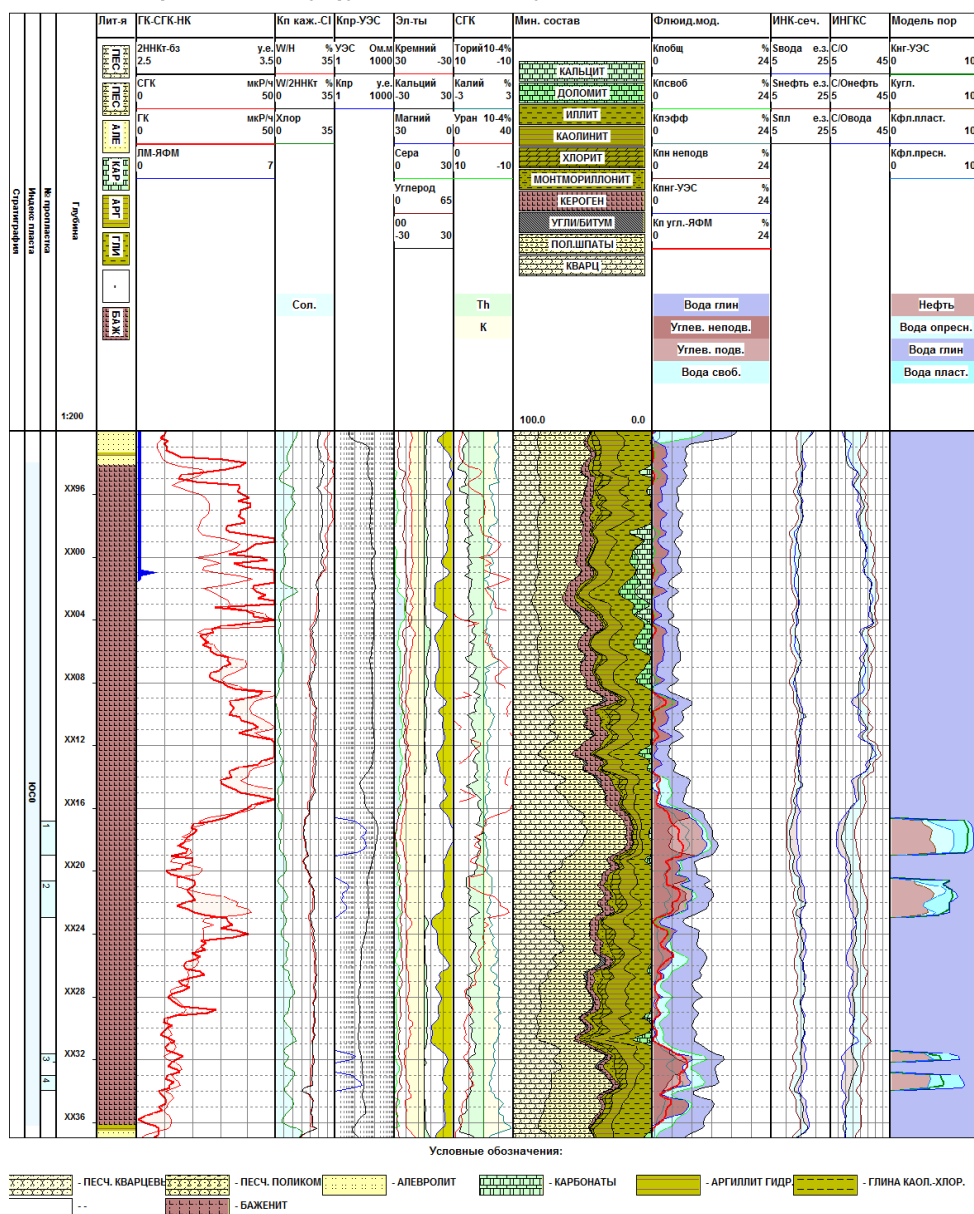 Лит-я ГК-СГК-НК Кп каж.-Cl Кпр-УЭС Эл-ты СГК Мин. состав Флюид.мод. ИНК-сеч. ИНГКС Модель пор
2ННКт-бз у.е.
2.5 3.5
СГК мкР/ч
0 50
ГК мкР/ч
0 50
ЛМ-ЯФМ
0 7
W/H %
0 35
W/2ННКт %
0 35
Хлор
0 35
УЭС Ом.м
1 1000
Кпр у.е.
1 1000
Кремний
30 -30
Кальций
-30 30
Магний
30 0
Сера
0 30
Углерод
0 65
00
-30 30
Торий10-4%
10 -10
Калий %
-3 3
Уран 10-4%
0 40
0
10 -10
КАЛЬЦИТ
ДОЛОМИТ
ИЛЛИТ
КАОЛИНИТ
ХЛОРИТ
МОНТМОРИЛЛОНИТ
КЕРОГЕН
УГЛИ/БИТУМ
ПОЛ.ШПАТЫ
КВАРЦ
100.0 0.0
Кпобщ %
0 24
Кпсвоб %
0 24
Кпэфф %
0 24
Кпн неподв %
0 24
Кпнг-УЭС %
0 24
Кп угл.-ЯФМ %
0 24
Sвода е.з.
5 25
Sнефть е.з.
5 25
Sпл е.з.
5 25
С/О
5 45
С/Онефть
5 45
С/Овода
5 45
Кнг-УЭС
0 10
Кугл.
0 10
Кфл.пласт.
0 10
Кфл.пресн.
0 10
ПЕС
ПЕС
АЛЕ
КАР
АРГ
ГЛИ
-
БАЖ
Сол.
Th
K
Вода глин
Углев. неподв.
Углев. подв.
Вода своб.
Нефть
Вода опресн.
Вода глин
Вода пласт.
Стратиграфия
Индекс пласта
№ пропластка
Глубина
1:200
XX96
XX00
XX04
XX08
XX12
XX16
XX20
XX24
XX28
XX32
XX36
ЮС0
1
2
3
4
Условные обозначения:
- ПЕСЧ. КВАРЦЕВЫ
- ПЕСЧ. ПОЛИКОМ
- АЛЕВРОЛИТ
- КАРБОНАТЫ
- АРГИЛЛИТ ГИДР.
- ГЛИНА КАОЛ.-ХЛОР.
- -
- БАЖЕНИТ